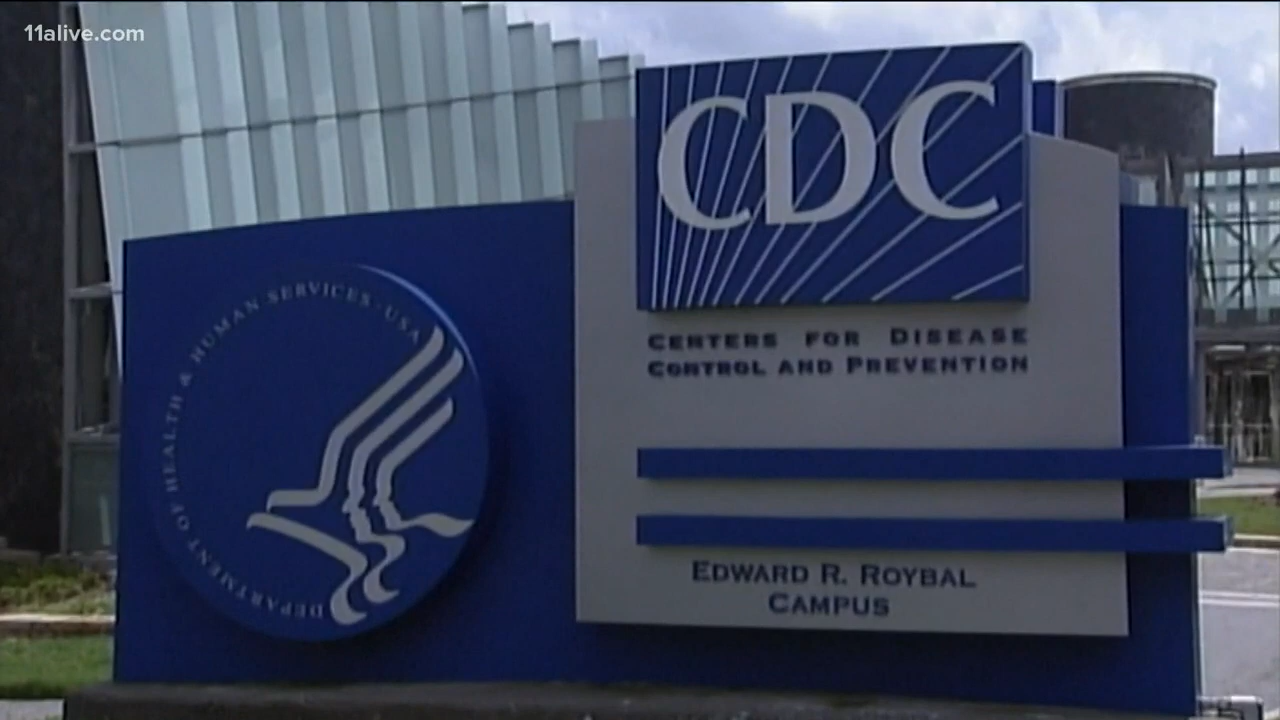 11alive.com
CDC
CENTERS FOR DISEASE
CONTROL AND PREVENTION
DEPARTMENT OF HEALTH & HUMAN SERVICES · USA
EDWARD R. ROYBAL
CAMPUS